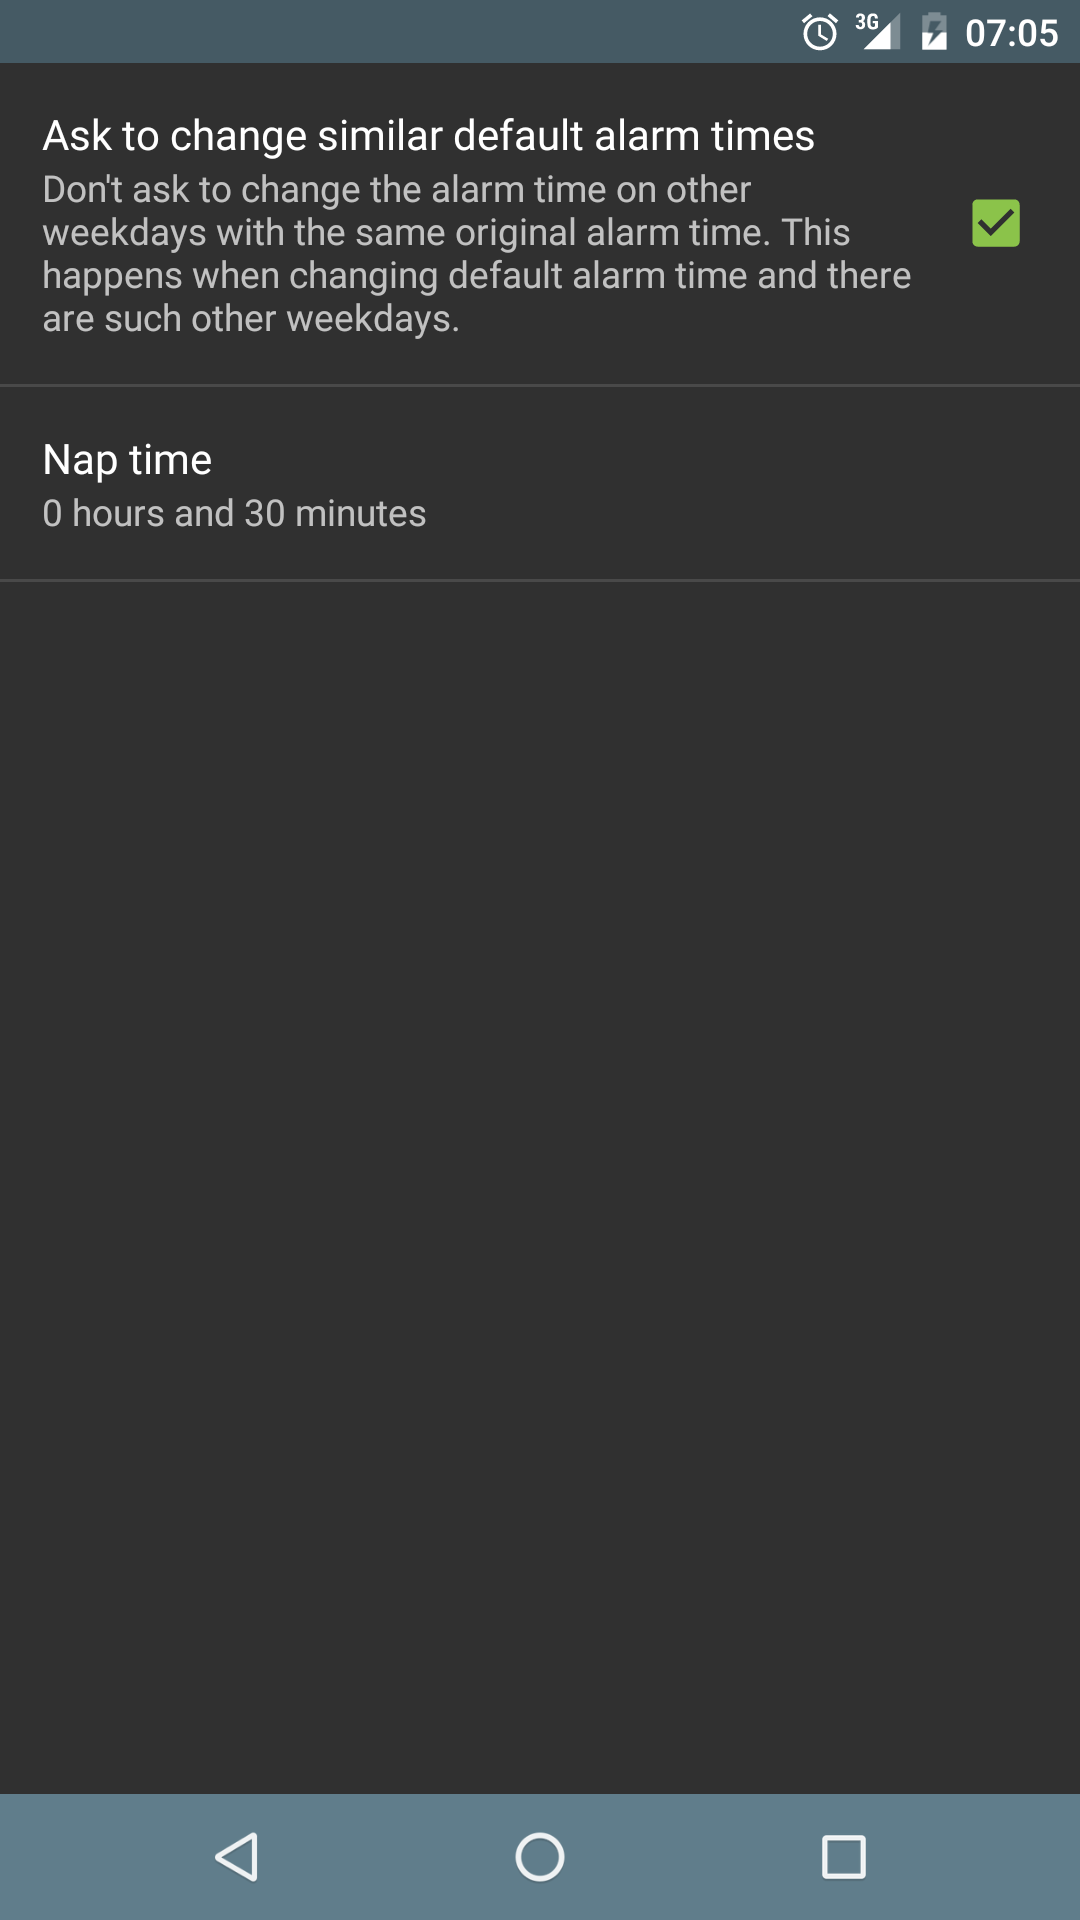 3G 07:05
Ask to change similar default alarm times
Don't ask to change the alarm time on other
weekdays with the same original alarm time. This
happens when changing default alarm time and there
are such other weekdays.
Nap time
0 hours and 30 minutes